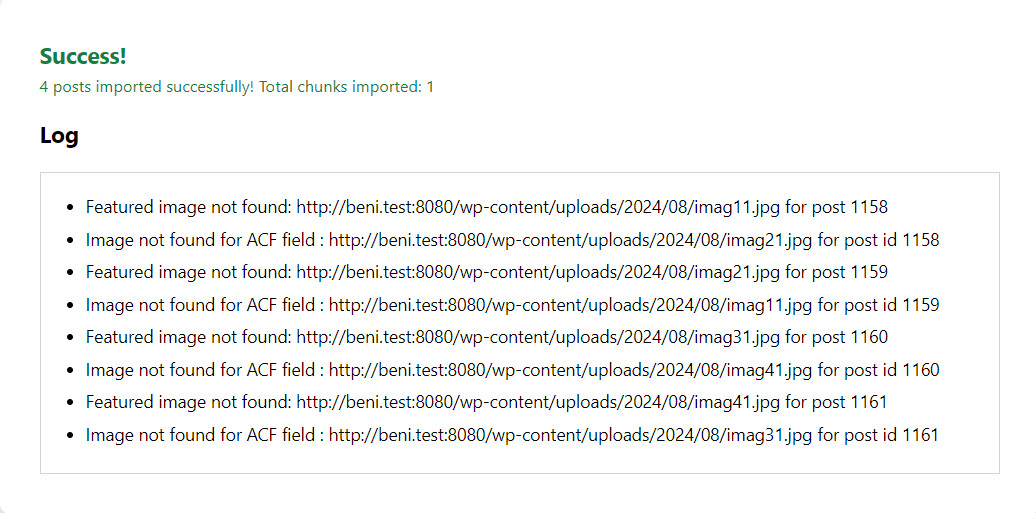 Success!
4 posts imported successfully! Total chunks imported: 1
Log
• Featured image not found: http://beni.test:8080/wp-content/uploads/2024/08/imag11.jpg for post 1158
• Image not found for ACF field : http://beni.test:8080/wp-content/uploads/2024/08/imag21.jpg for post id 1158
• Featured image not found: http://beni.test:8080/wp-content/uploads/2024/08/imag21.jpg for post 1159
• Image not found for ACF field : http://beni.test:8080/wp-content/uploads/2024/08/imag11.jpg for post id 1159
• Featured image not found: http://beni.test:8080/wp-content/uploads/2024/08/imag31.jpg for post 1160
• Image not found for ACF field : http://beni.test:8080/wp-content/uploads/2024/08/imag41.jpg for post id 1160
• Featured image not found: http://beni.test:8080/wp-content/uploads/2024/08/imag41.jpg for post 1161
• Image not found for ACF field : http://beni.test:8080/wp-content/uploads/2024/08/imag31.jpg for post id 1161